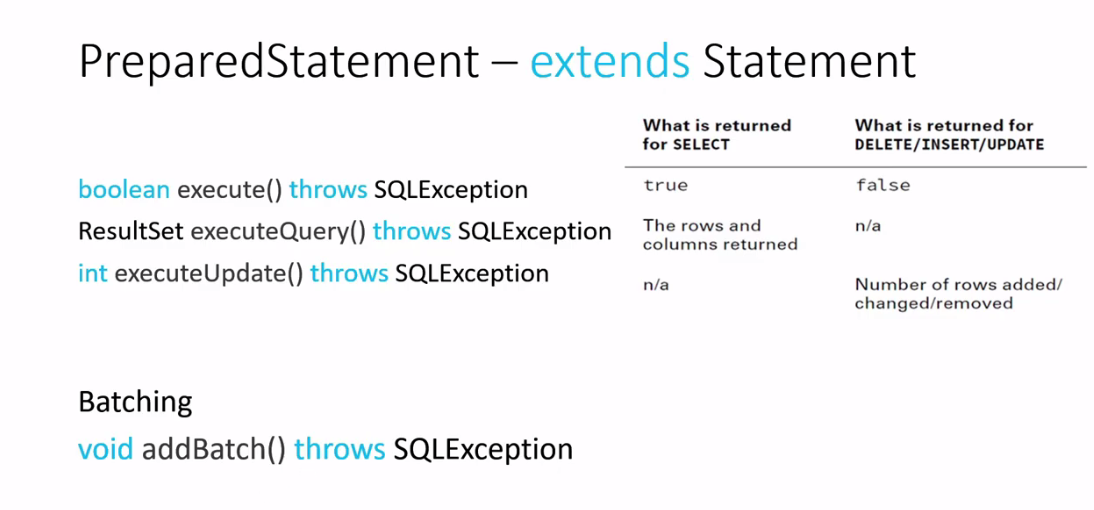 PreparedStatement – extends Statement
What is returned
for SELECT
What is returned for
DELETE/INSERT/UPDATE
boolean execute() throws SQLException
true
false
ResultSet executeQuery() throws SQLException
The rows and
columns returned
n/a
int executeUpdate() throws SQLException
n/a
Number of rows added/
changed/removed
Batching
void addBatch() throws SQLException